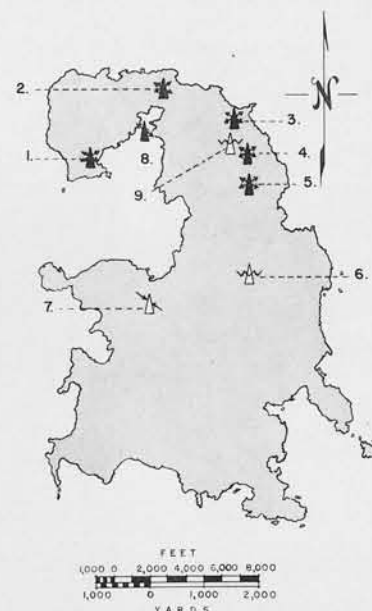 N
2.
3.
1.
8.
4.
9.
5.
6.
7.
FEET
1,000 0 2,000 4,000 6,000 8,000
1,000 0 1,000 2,000
YARDS